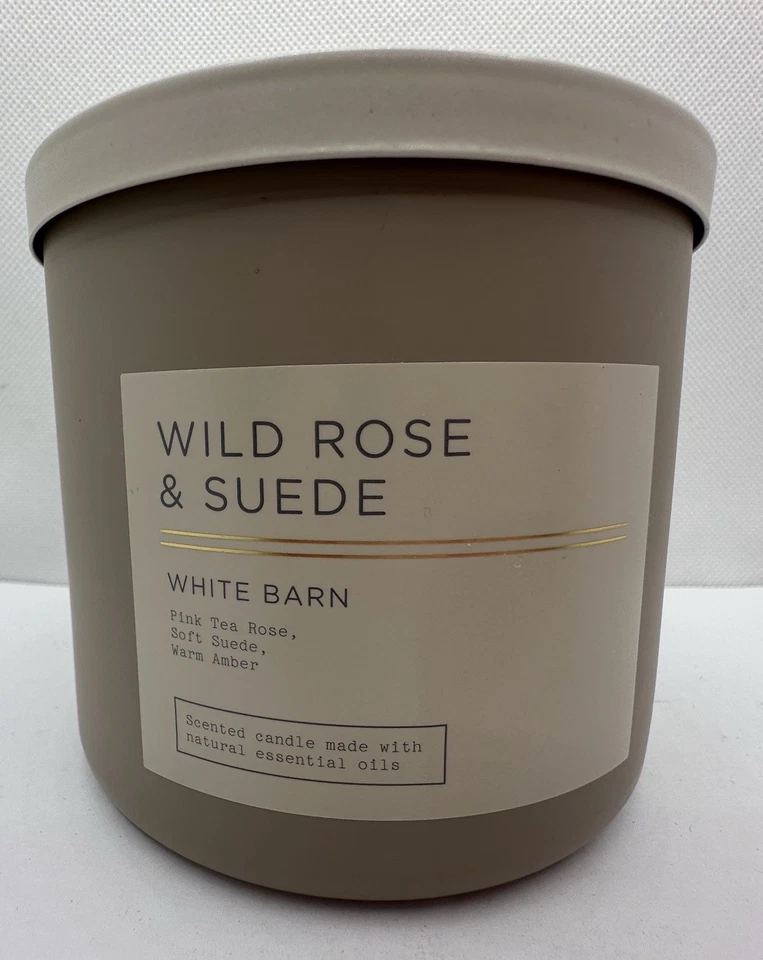 WILD ROSE
& SUEDE
WHITE BARN
Pink Tea Rose,
Soft Suede,
Warm Amber
Scented candle made with
natural essential oils